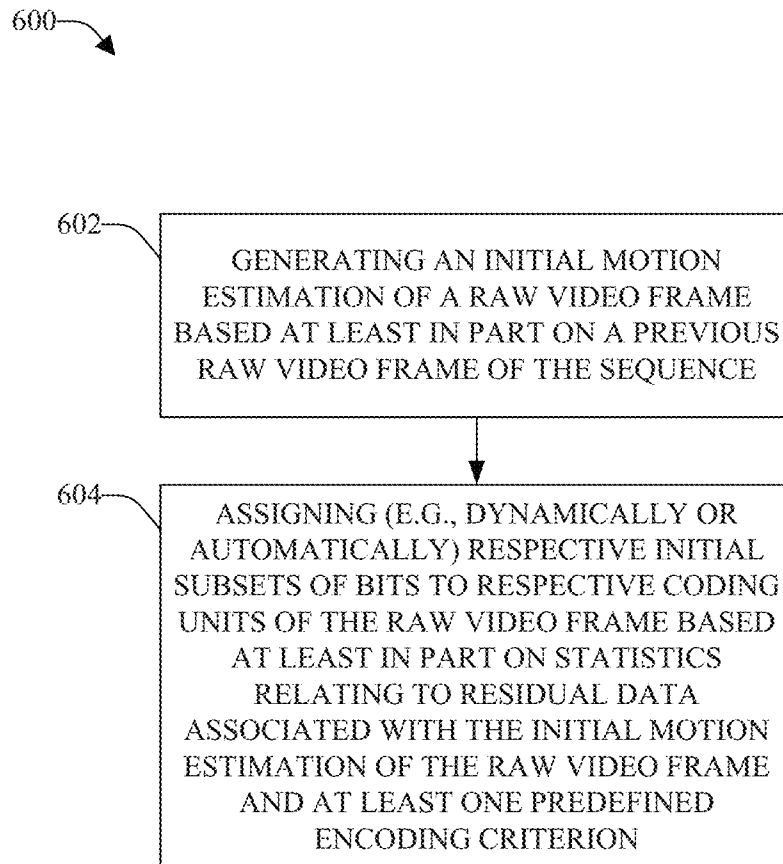 600
602
GENERATING AN INITIAL MOTION
ESTIMATION OF A RAW VIDEO FRAME
BASED AT LEAST IN PART ON A PREVIOUS
RAW VIDEO FRAME OF THE SEQUENCE
604
ASSIGNING (E.G., DYNAMICALLY OR
AUTOMATICALLY) RESPECTIVE INITIAL
SUBSETS OF BITS TO RESPECTIVE CODING
UNITS OF THE RAW VIDEO FRAME BASED
AT LEAST IN PART ON STATISTICS
RELATING TO RESIDUAL DATA
ASSOCIATED WITH THE INITIAL MOTION
ESTIMATION OF THE RAW VIDEO FRAME
AND AT LEAST ONE PREDEFINED
ENCODING CRITERION